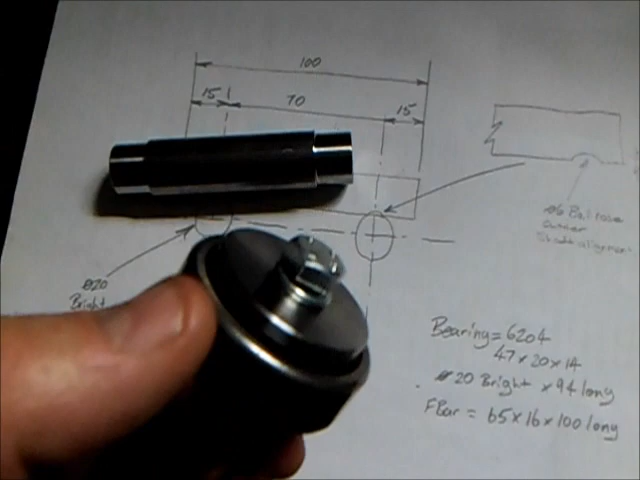 100
15
70
15
ø6 Ball nose
cutter
Shaft alignment
ø20
Bright
Bearing = 6204
47 x 20 x 14
ø20 Bright x 94 long
FBar = 65 x 16 x 100 long